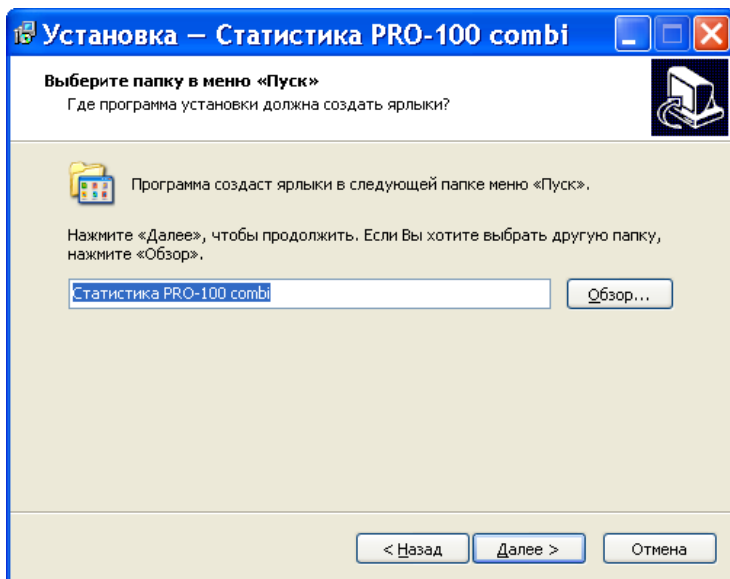 Установка — Статистика PRO-100 combi
Выберите папку в меню «Пуск»
Где программа установки должна создать ярлыки?
Программа создаст ярлыки в следующей папке меню «Пуск».
Нажмите «Далее», чтобы продолжить. Если Вы хотите выбрать другую папку,
нажмите «Обзор».
Статистика PRO-100 combi
Обзор...
< Назад
Далее >
Отмена